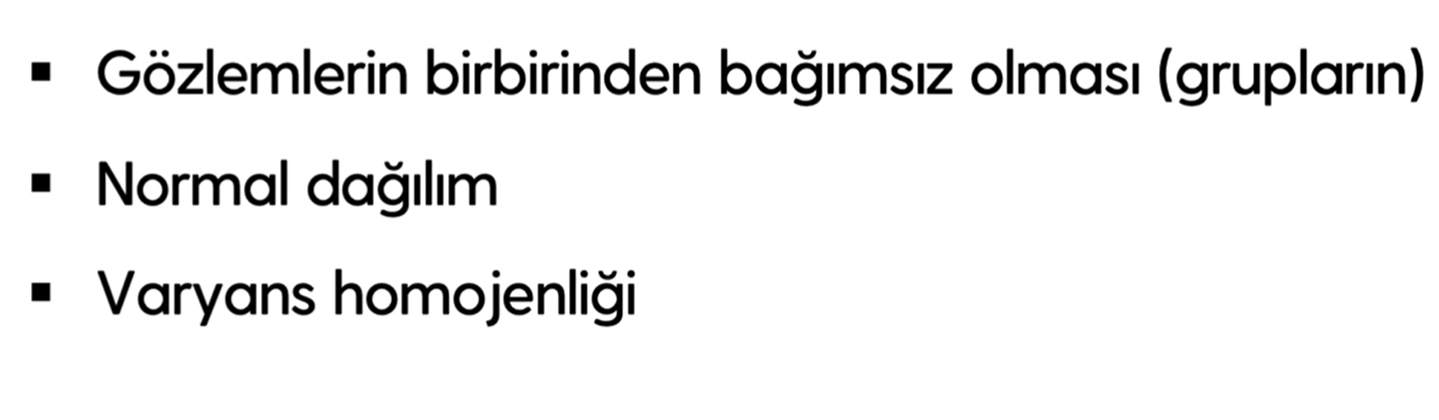 ▪ Gözlemlerin birbirinden bağımsız olması (grupların)
▪ Normal dağılım
▪ Varyans homojenliği